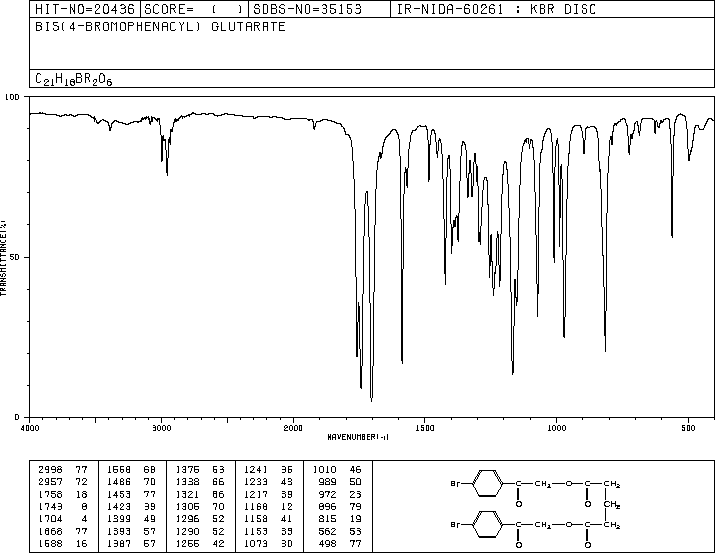 HIT-NO=20436 SCORE= ( ) SDBS-NO=35153 IR-NIDA-60261 : KBR DISC
BIS(4-BROMOPHENACYL) GLUTARATE
C21H18BR2O6
100
50
0
TRANSMITTANCE(%)
4000 3000 2000 1500 1000 500
WAVENUMBER(-1)
2998 77 1568 68 1376 53 1241 36 1010 46
2957 72 1486 70 1338 66 1233 43 989 50
1758 18 1453 77 1321 66 1217 39 972 23
1743 8 1423 39 1305 70 1168 12 896 79
1704 4 1399 49 1296 52 1158 41 815 19
1666 77 1393 57 1290 52 1153 39 562 53
1588 16 1387 57 1255 42 1073 30 498 77
Br C CH2 O C CH2
O O
CH2
Br C CH2 O C CH2
O O